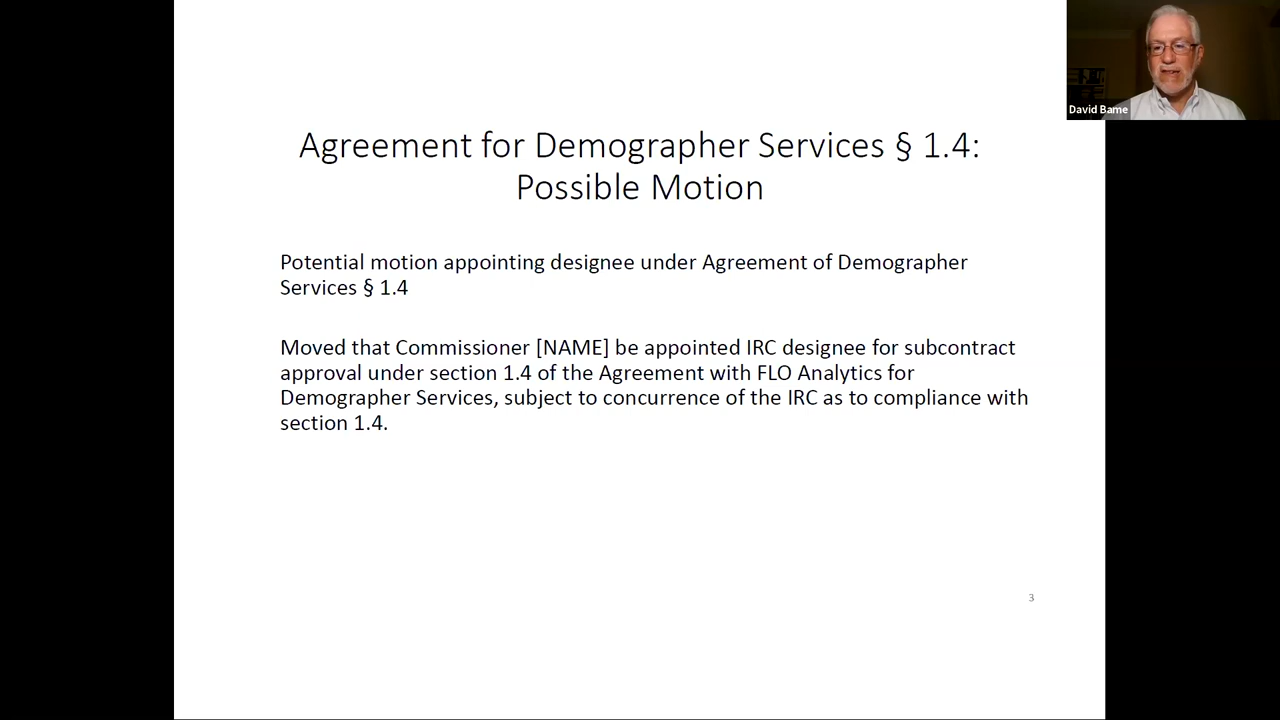 David Bame
Agreement for Demographer Services § 1.4:
Possible Motion
Potential motion appointing designee under Agreement of Demographer
Services § 1.4
Moved that Commissioner [NAME] be appointed IRC designee for subcontract
approval under section 1.4 of the Agreement with FLO Analytics for
Demographer Services, subject to concurrence of the IRC as to compliance with
section 1.4.
3